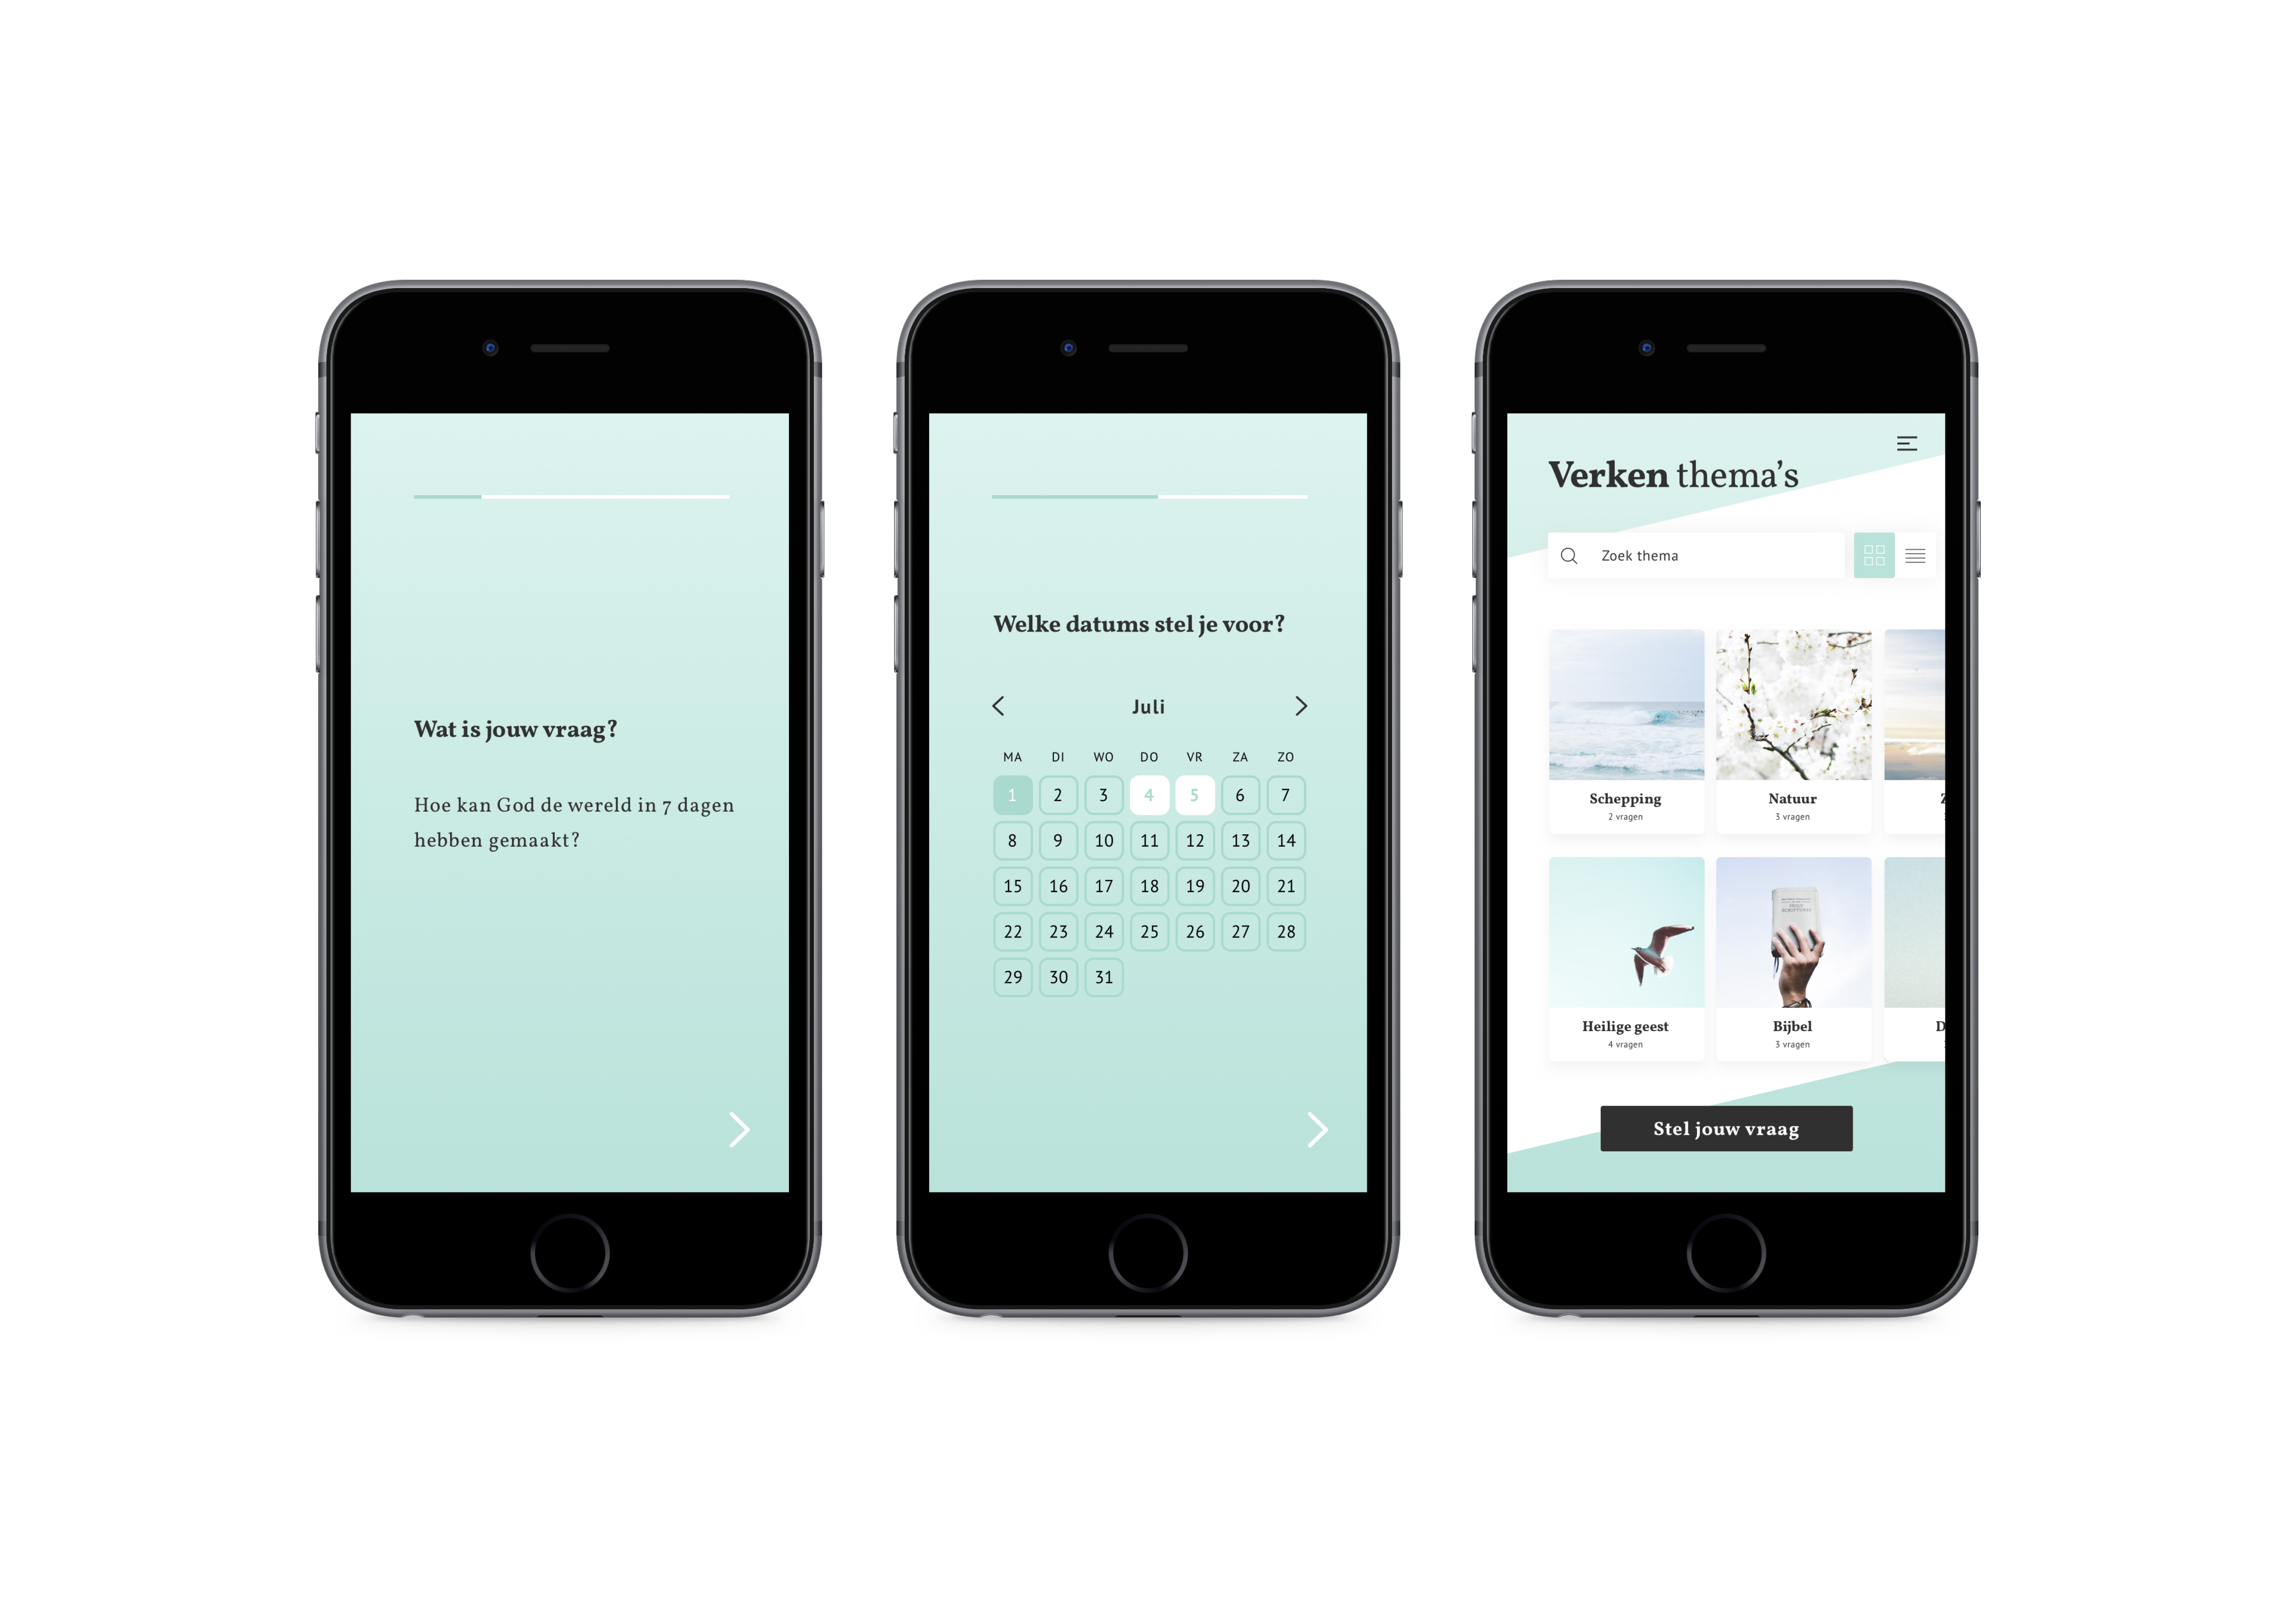 Wat is jouw vraag?
Hoe kan God de wereld in 7 dagen
hebben gemaakt?
Welke datums stel je voor?
Juli
MA DI WO DO VR ZA ZO
1 2 3 4 5 6 7
8 9 10 11 12 13 14
15 16 17 18 19 20 21
22 23 24 25 26 27 28
29 30 31
Verken thema's
Zoek thema
Schepping
2 vragen
Natuur
3 vragen
Heilige geest
4 vragen
HOLY
SCRIPTURES
Bijbel
3 vragen
Stel jouw vraag